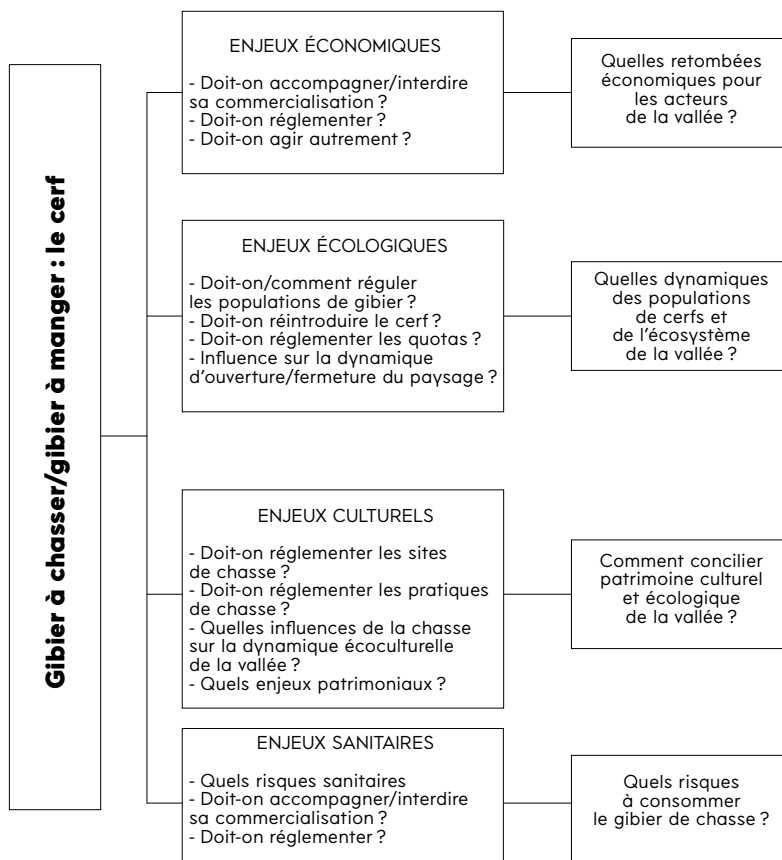 Gibier à chasser/gibier à manger : le cerf
ENJEUX ÉCONOMIQUES
- Doit-on accompagner/interdire
sa commercialisation ?
- Doit-on réglementer ?
- Doit-on agir autrement ?
Quelles retombées
économiques pour
les acteurs
de la vallée ?
ENJEUX ÉCOLOGIQUES
- Doit-on/comment réguler
les populations de gibier ?
- Doit-on réintroduire le cerf ?
- Doit-on réglementer les quotas ?
- Influence sur la dynamique
d'ouverture/fermeture du paysage ?
Quelles dynamiques
des populations
de cerfs et
de l'écosystème
de la vallée ?
ENJEUX CULTURELS
- Doit-on réglementer les sites
de chasse ?
- Doit-on réglementer les pratiques
de chasse ?
- Quelles influences de la chasse
sur la dynamique écoculturelle
de la vallée ?
- Quels enjeux patrimoniaux ?
Comment concilier
patrimoine culturel
et écologique
de la vallée ?
ENJEUX SANITAIRES
- Quels risques sanitaires
- Doit-on accompagner/interdire
sa commercialisation ?
- Doit-on réglementer ?
Quels risques
à consommer
le gibier de chasse ?